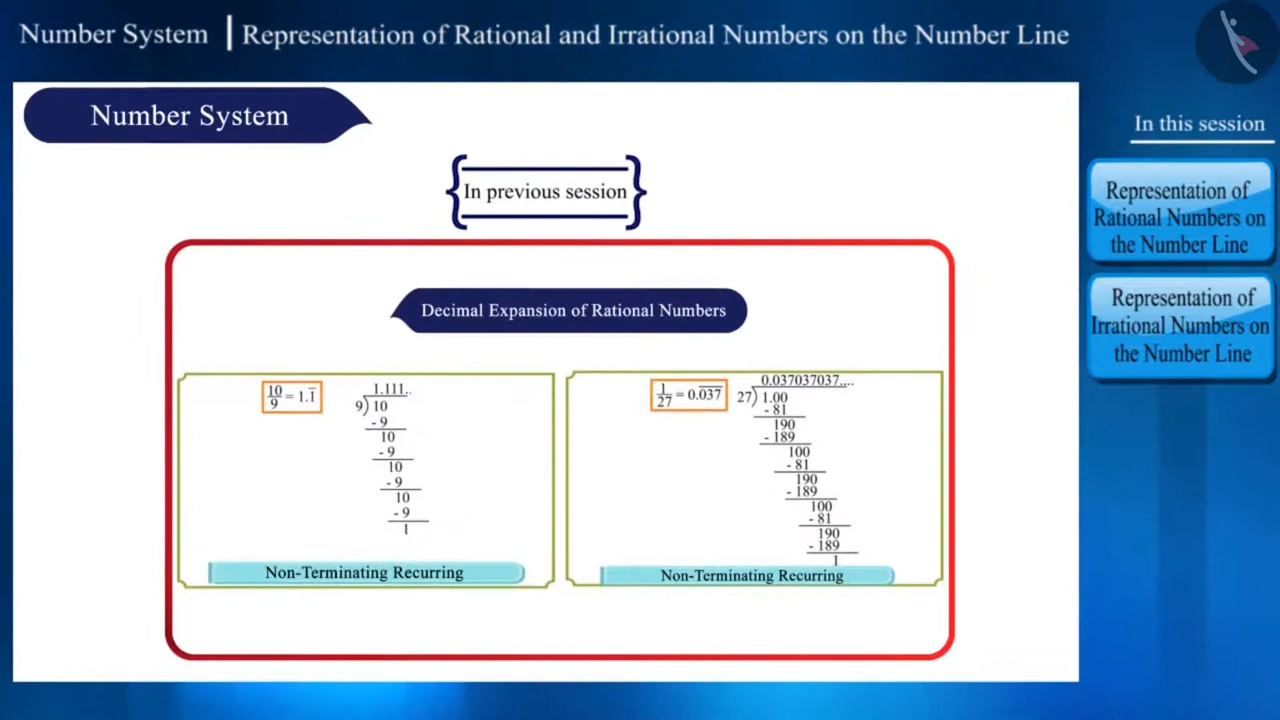 Number System | Representation of Rational and Irrational Numbers on the Number Line
Number System
In this session
Representation of
Rational Numbers on
the Number Line
Representation of
Irrational Numbers on
the Number Line
{In previous session}
Decimal Expansion of Rational Numbers
10/9 = 1.1̅
1.111..
9) 10
- 9
10
- 9
10
- 9
10
- 9
1
Non-Terminating Recurring
1/27 = 0.0̅3̅7̅
0.037037037....
27) 1.00
- 81
190
- 189
100
- 81
190
- 189
100
- 81
190
- 189
1
Non-Terminating Recurring